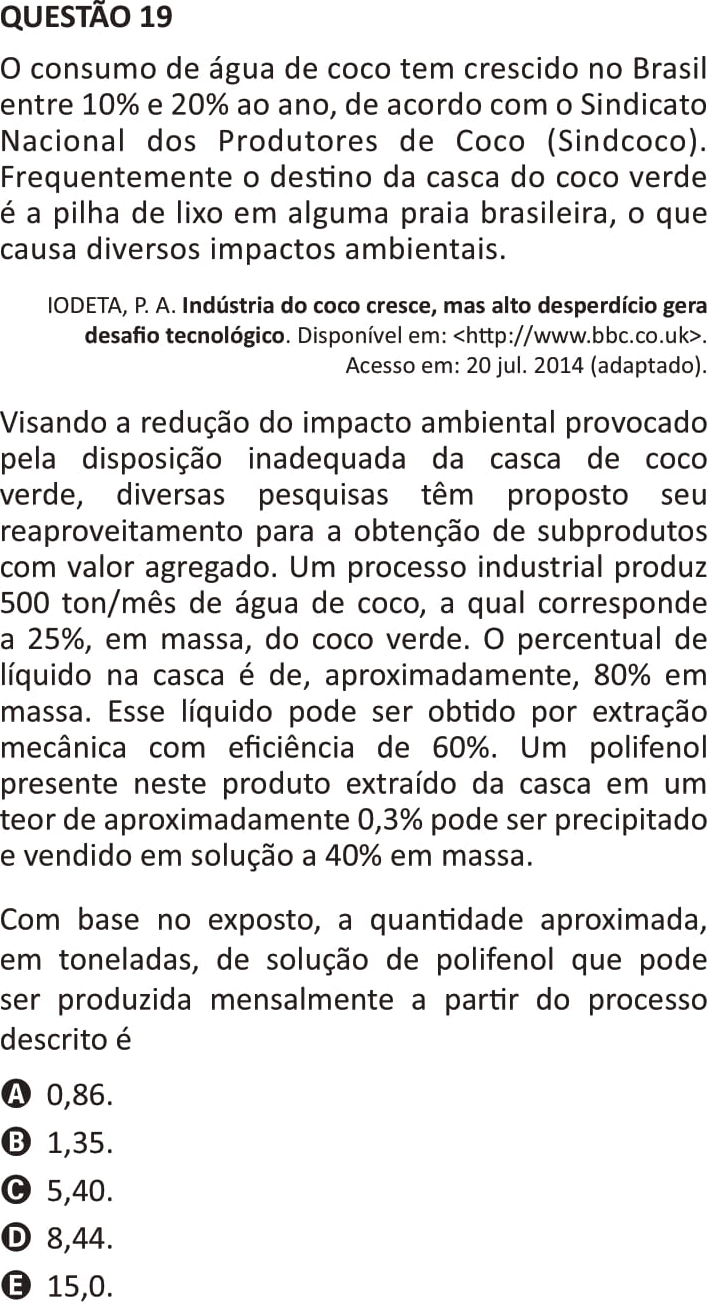 QUESTÃO 19
O consumo de água de coco tem crescido no Brasil
entre 10% e 20% ao ano, de acordo com o Sindicato
Nacional dos Produtores de Coco (Sindcoco).
Frequentemente o destino da casca do coco verde
é a pilha de lixo em alguma praia brasileira, o que
causa diversos impactos ambientais.
IODETA, P. A. Indústria do coco cresce, mas alto desperdício gera
desafio tecnológico. Disponível em: <http://www.bbc.co.uk>.
Acesso em: 20 jul. 2014 (adaptado).
Visando a redução do impacto ambiental provocado
pela disposição inadequada da casca de coco
verde, diversas pesquisas têm proposto seu
reaproveitamento para a obtenção de subprodutos
com valor agregado. Um processo industrial produz
500 ton/mês de água de coco, a qual corresponde
a 25%, em massa, do coco verde. O percentual de
líquido na casca é de, aproximadamente, 80% em
massa. Esse líquido pode ser obtido por extração
mecânica com eficiência de 60%. Um polifenol
presente neste produto extraído da casca em um
teor de aproximadamente 0,3% pode ser precipitado
e vendido em solução a 40% em massa.
Com base no exposto, a quantidade aproximada,
em toneladas, de solução de polifenol que pode
ser produzida mensalmente a partir do processo
descrito é
A 0,86.
B 1,35.
C 5,40.
D 8,44.
E 15,0.